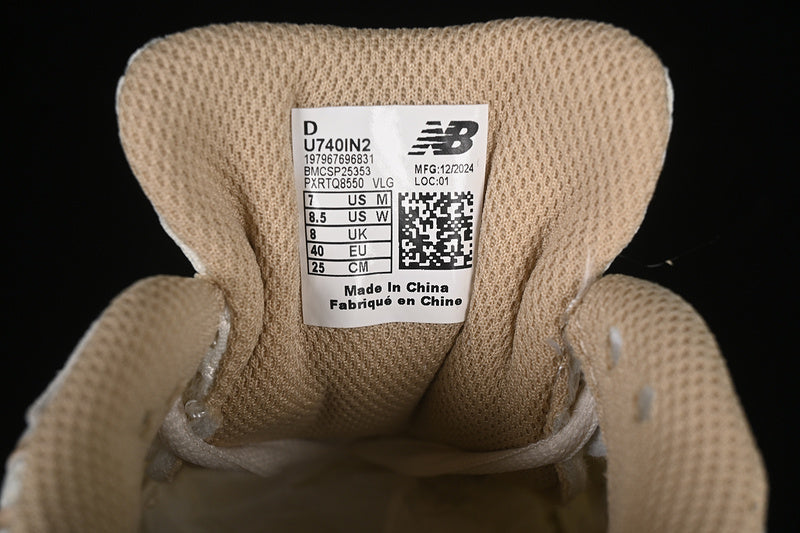 D
U740IN2
197967696831
BMCSP25353
PXRTQ8550 VLG
NB
MFG:12/2024
LOC:01
7 US M
8.5 US W
8 UK
40 EU
25 CM
Made In China
Fabriqué en Chine